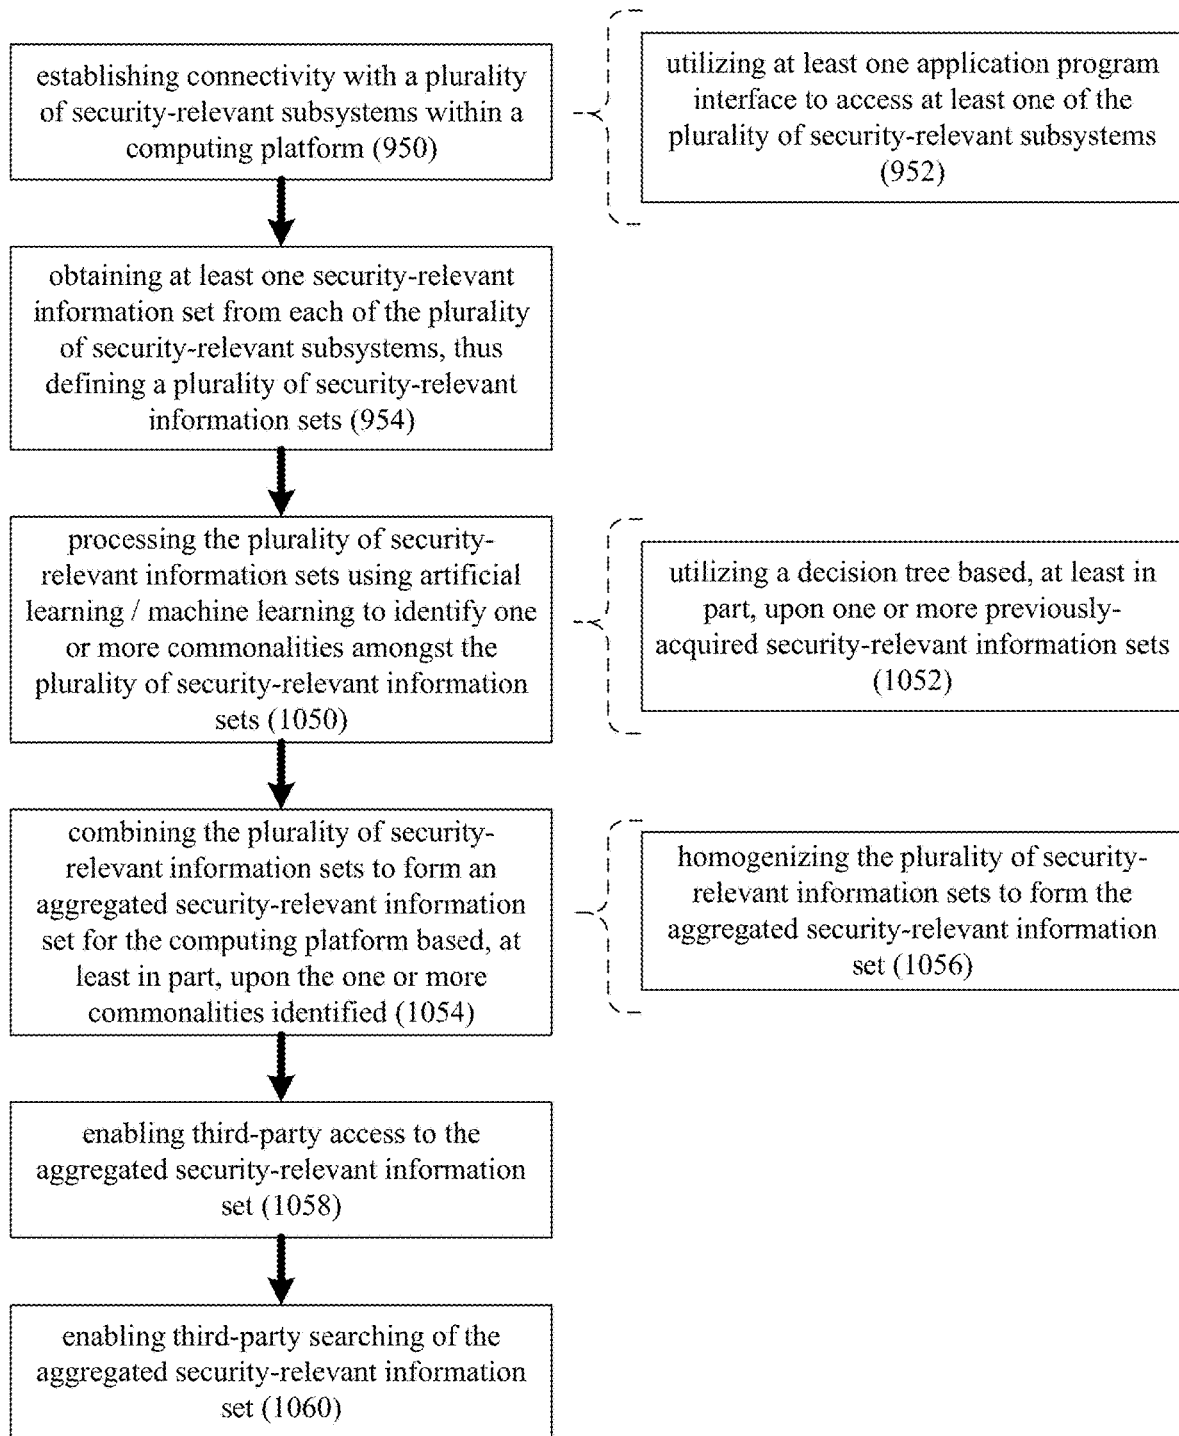 establishing connectivity with a plurality
of security-relevant subsystems within a
computing platform (950)
utilizing at least one application program
interface to access at least one of the
plurality of security-relevant subsystems
(952)
obtaining at least one security-relevant
information set from each of the plurality
of security-relevant subsystems, thus
defining a plurality of security-relevant
information sets (954)
processing the plurality of security-
relevant information sets using artificial
learning / machine learning to identify one
or more commonalities amongst the
plurality of security-relevant information
sets (1050)
utilizing a decision tree based, at least in
part, upon one or more previously-
acquired security-relevant information sets
(1052)
combining the plurality of security-
relevant information sets to form an
aggregated security-relevant information
set for the computing platform based, at
least in part, upon the one or more
commonalities identified (1054)
homogenizing the plurality of security-
relevant information sets to form the
aggregated security-relevant information
set (1056)
enabling third-party access to the
aggregated security-relevant information
set (1058)
enabling third-party searching of the
aggregated security-relevant information
set (1060)